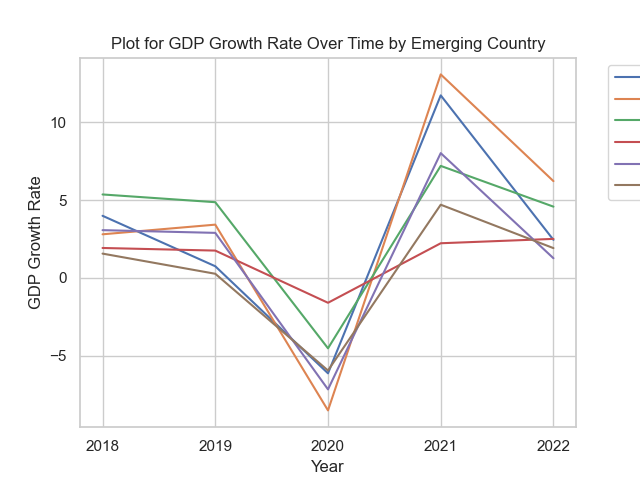 Plot for GDP Growth Rate Over Time by Emerging Country
10
5
0
−5
GDP Growth Rate
2018 2019 2020 2021 2022
Year